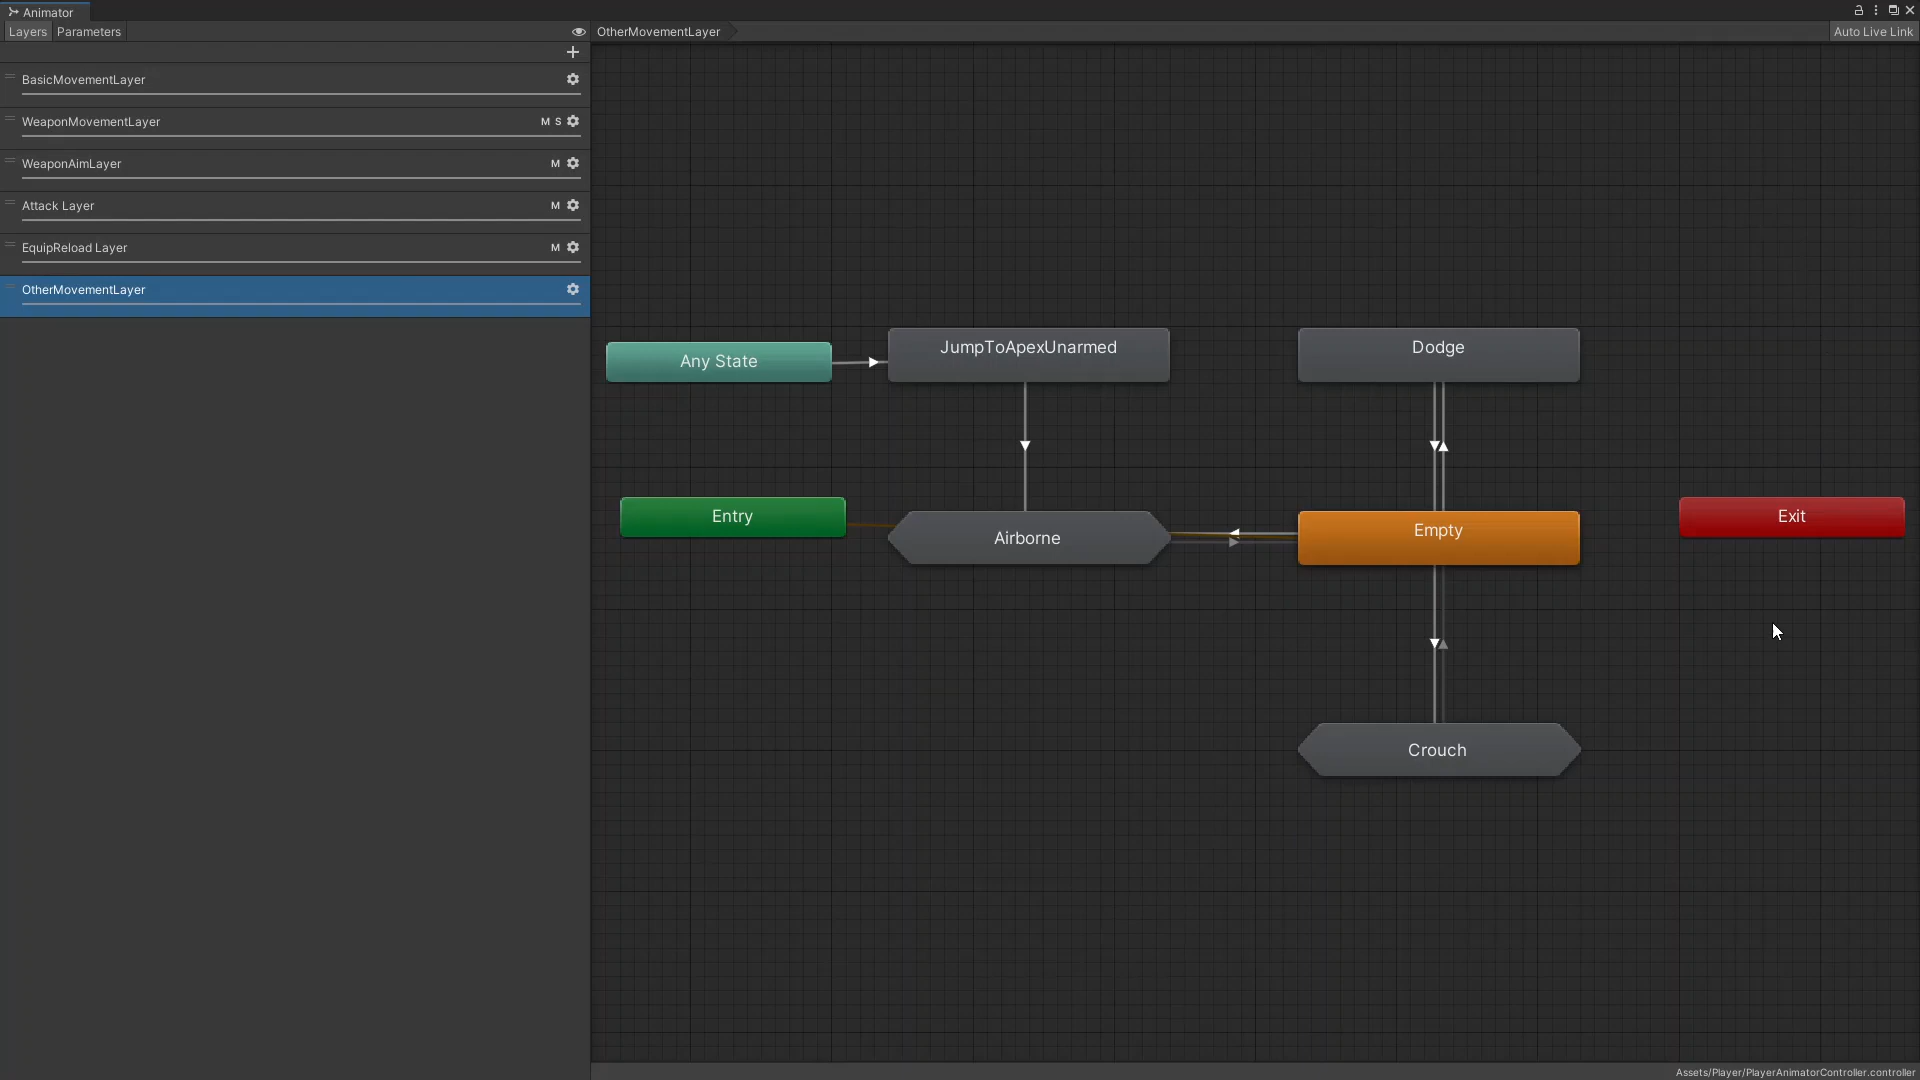 Animator
Layers Parameters
OtherMovementLayer
Auto Live Link
BasicMovementLayer
WeaponMovementLayer M S
WeaponAimLayer M
Attack Layer M
EquipReload Layer M
OtherMovementLayer
Any State
JumpToApexUnarmed
Dodge
Entry
Airborne
Empty
Exit
Crouch
Assets/Player/PlayerAnimatorController.controller